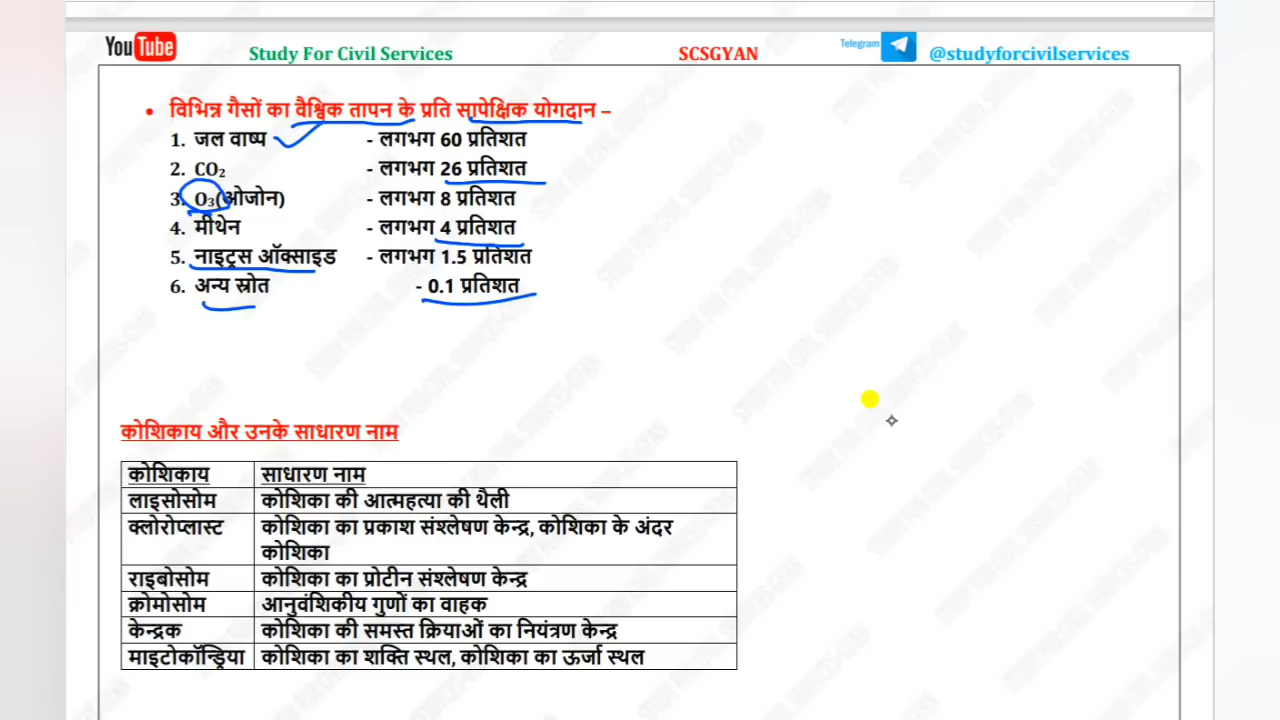 YouTube Study For Civil Services SCSGYAN Telegram @studyforcivilservices
• विभिन्न गैसों का वैश्विक तापन के प्रति सापेक्षिक योगदान –
1. जल वाष्प - लगभग 60 प्रतिशत
2. CO₂ - लगभग 26 प्रतिशत
3. O₃(ओजोन) - लगभग 8 प्रतिशत
4. मीथेन - लगभग 4 प्रतिशत
5. नाइट्रस ऑक्साइड - लगभग 1.5 प्रतिशत
6. अन्य स्रोत - 0.1 प्रतिशत
कोशिकाय और उनके साधारण नाम
कोशिकाय साधारण नाम
लाइसोसोम कोशिका की आत्महत्या की थैली
क्लोरोप्लास्ट कोशिका का प्रकाश संश्लेषण केन्द्र, कोशिका के अंदर
कोशिका
राइबोसोम कोशिका का प्रोटीन संश्लेषण केन्द्र
क्रोमोसोम आनुवंशिकीय गुणों का वाहक
केन्द्रक कोशिका की समस्त क्रियाओं का नियंत्रण केन्द्र
माइटोकॉन्ड्रिया कोशिका का शक्ति स्थल, कोशिका का ऊर्जा स्थल